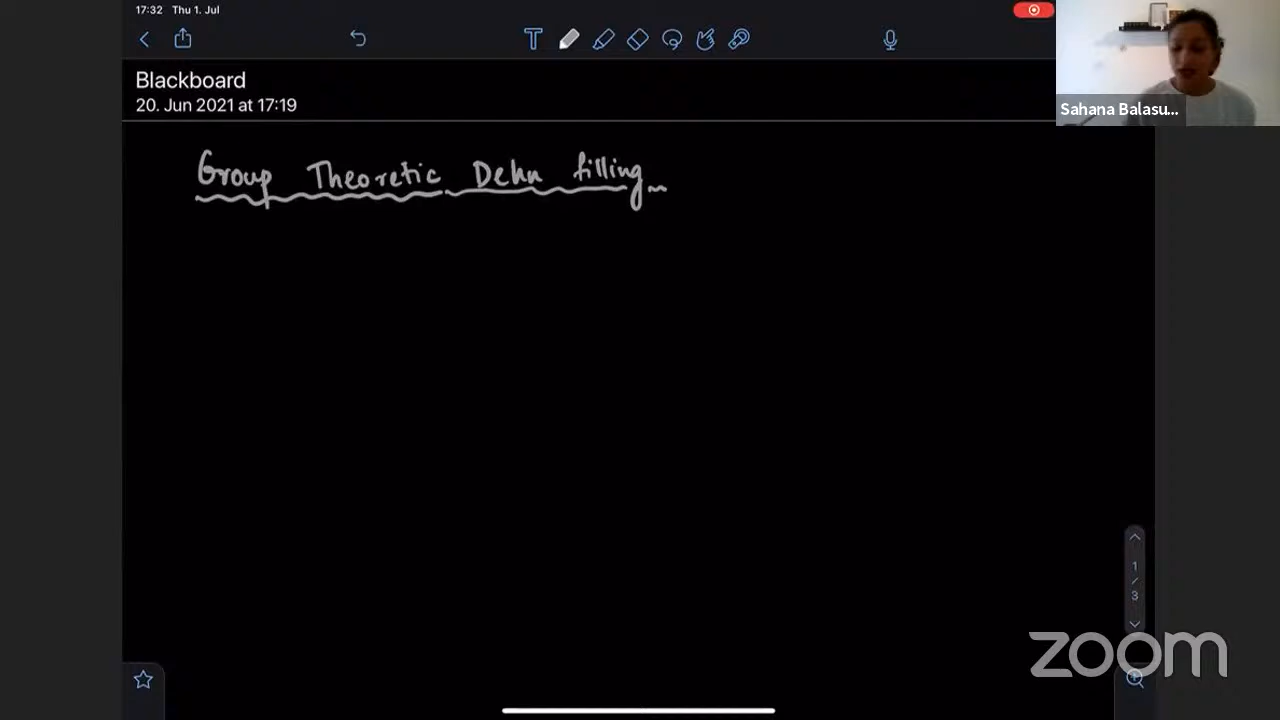 17:32 Thu 1. Jul
Blackboard
20. Jun 2021 at 17:19
Sahana Balasu...
Group Theoretic Dehn filling
1
/
3
zoom